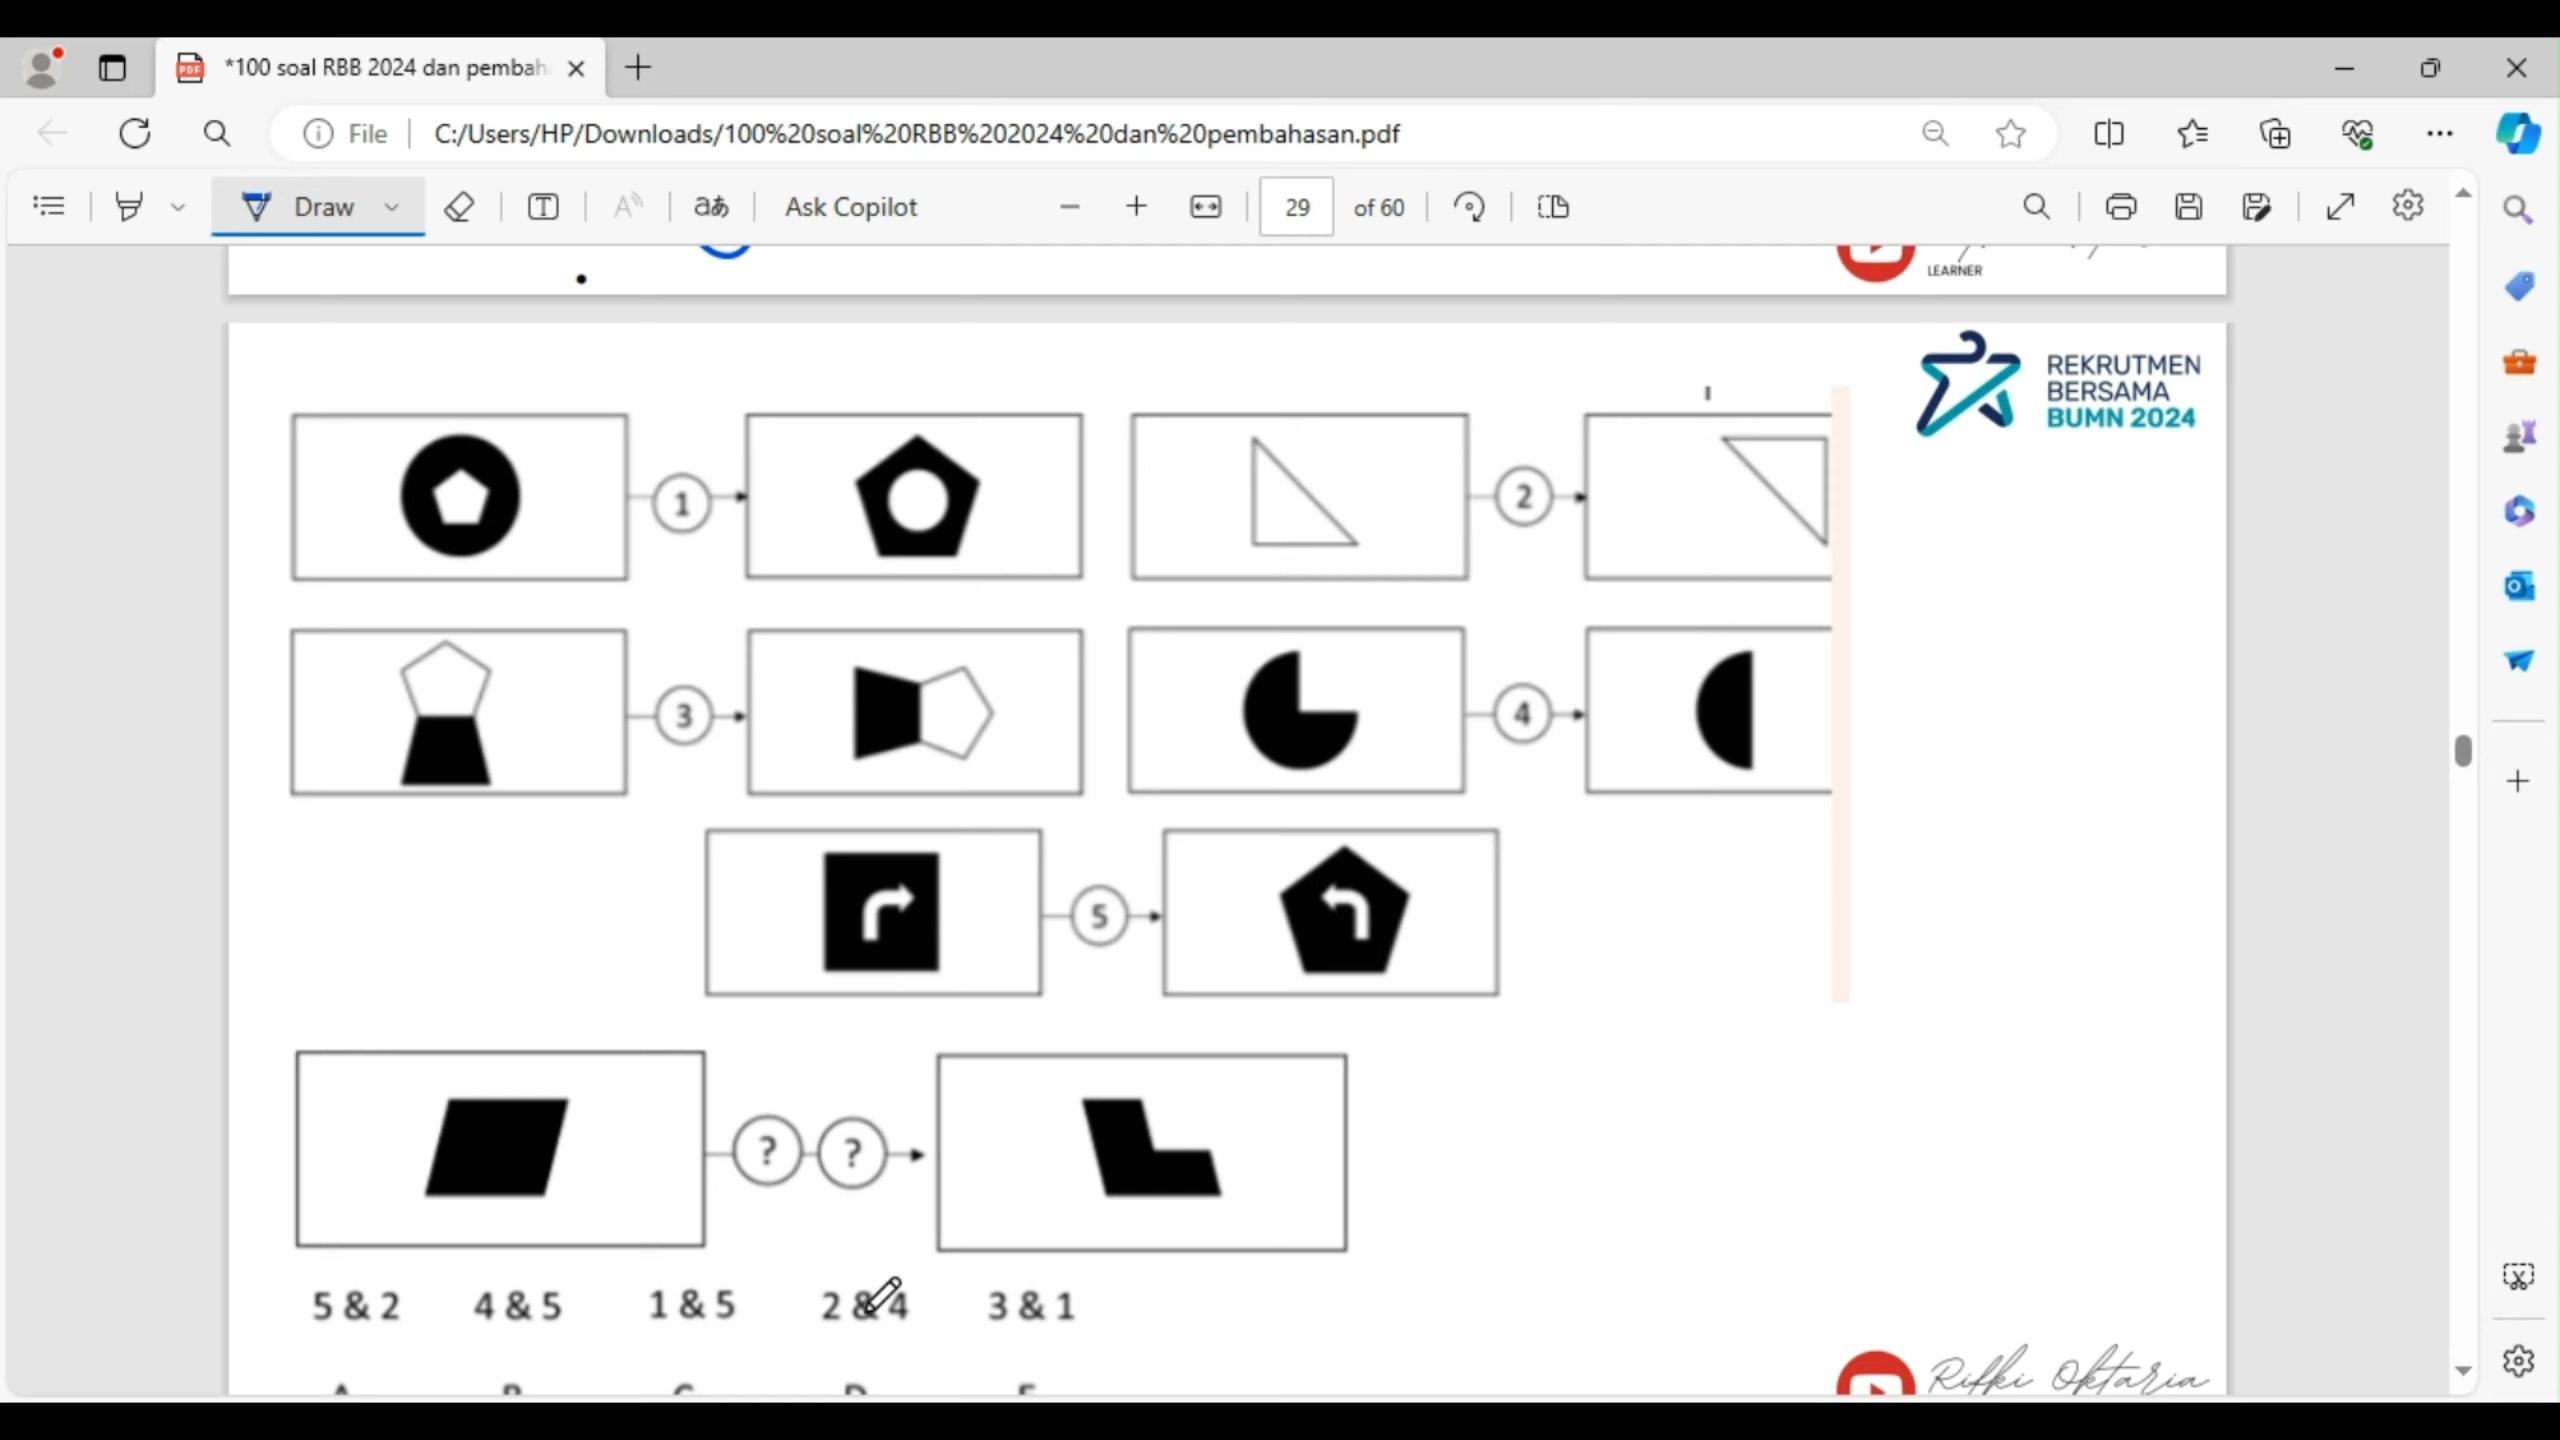 *100 soal RBB 2024 dan pembah
File C:/Users/HP/Downloads/100%20soal%20RBB%202024%20dan%20pembahasan.pdf
Draw Ask Copilot 29 of 60
LEARNER
REKRUTMEN
BERSAMA
BUMN 2024
1 2
3 4
5
? ?
5 & 2 4 & 5 1 & 5 2 & 4 3 & 1
A B C D E
Rifki Oktaria